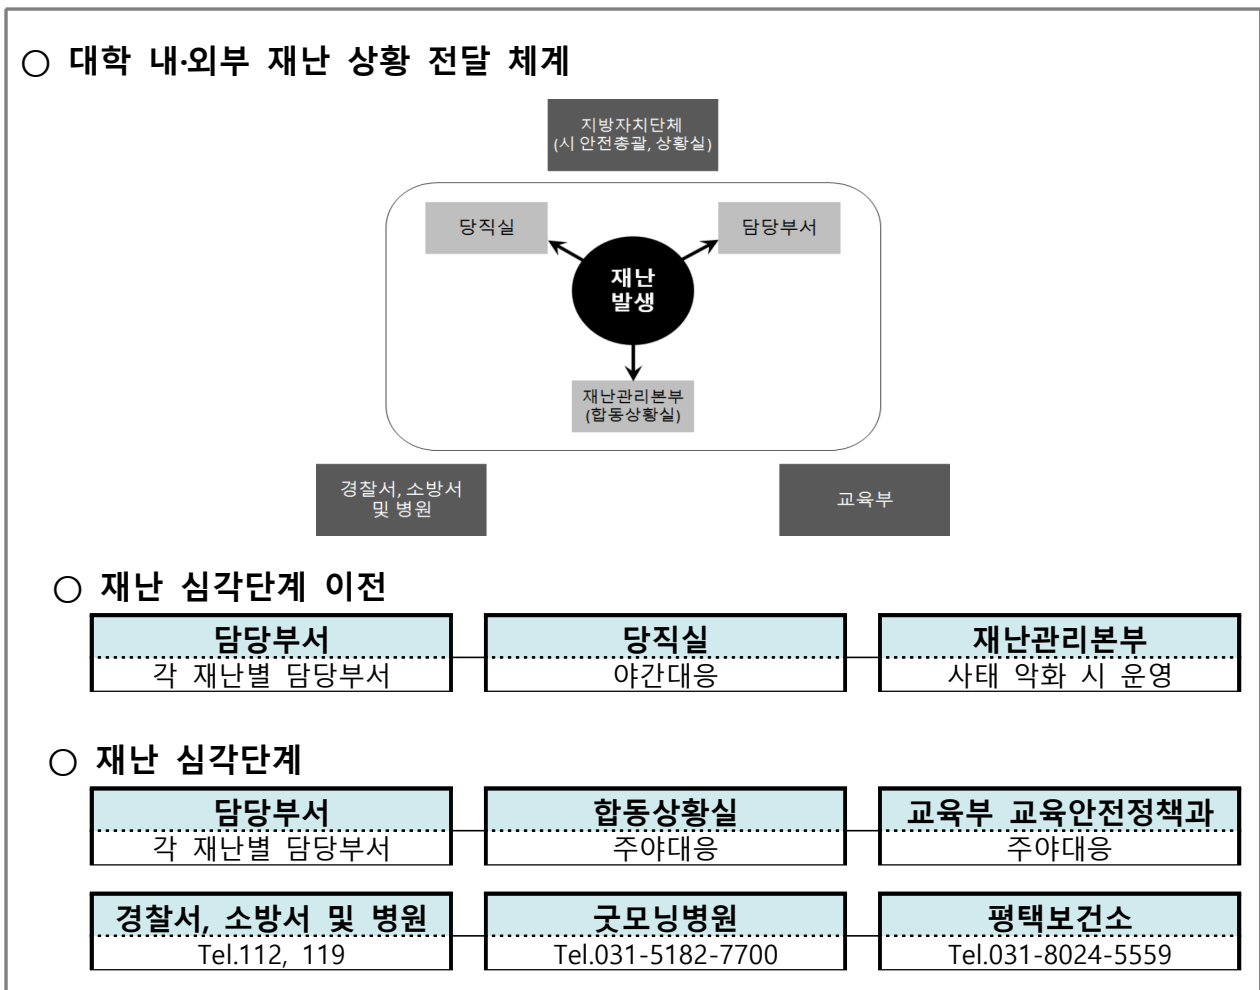 ○ 대학 내·외부 재난 상황 전달 체계
지방자치단체
(시 안전총괄, 상황실)
당직실
담당부서
재난
발생
재난관리본부
(합동상황실)
경찰서, 소방서
및 병원
교육부
○ 재난 심각단계 이전
담당부서
각 재난별 담당부서
당직실
야간대응
재난관리본부
사태 악화 시 운영
○ 재난 심각단계
담당부서
각 재난별 담당부서
합동상황실
주야대응
교육부 교육안전정책과
주야대응
경찰서, 소방서 및 병원
Tel.112, 119
굿모닝병원
Tel.031-5182-7700
평택보건소
Tel.031-8024-5559